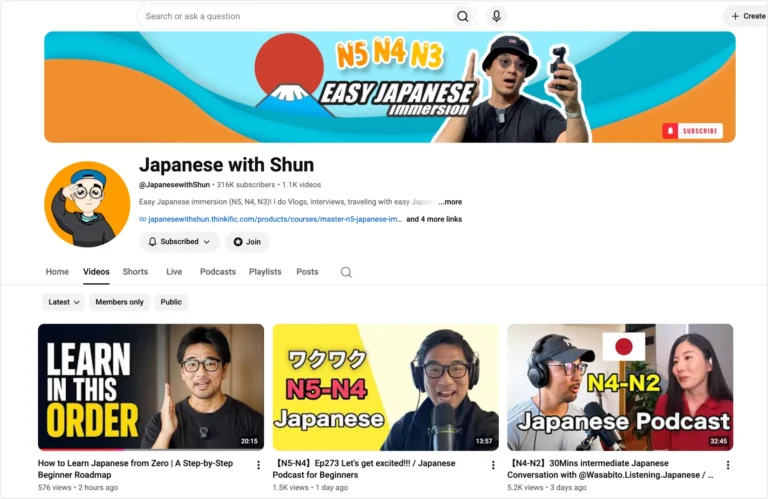 Search or ask a question
Create
N5 N4 N3
EASY JAPANESE
immersion
SUBSCRIBE
Japanese with Shun
@JapanesewithShun • 316K subscribers • 1.1K videos
Easy Japanese immersion (N5, N4, N3)! I do Vlogs, interviews, traveling with easy Japan ...more
japanesewithshun.thinkific.com/products/courses/master-n5-japanese-im... and 4 more links
Subscribed Join
Home Videos Shorts Live Podcasts Playlists Posts
Latest Members only Public
LEARN
IN THIS
ORDER
20:15
ワクワク
N5-N4
Japanese
13:57
N4-N2
Japanese Podcast
32:45
How to Learn Japanese from Zero | A Step-by-Step
Beginner Roadmap
576 views • 2 hours ago
【N5-N4】Ep273 Let's get excited!!! / Japanese
Podcast for Beginners
1.5K views • 1 day ago
【N4-N2】30Mins intermediate Japanese
Conversation with @Wasabito.Listening.Japanese / ...
5.2K views • 3 days ago